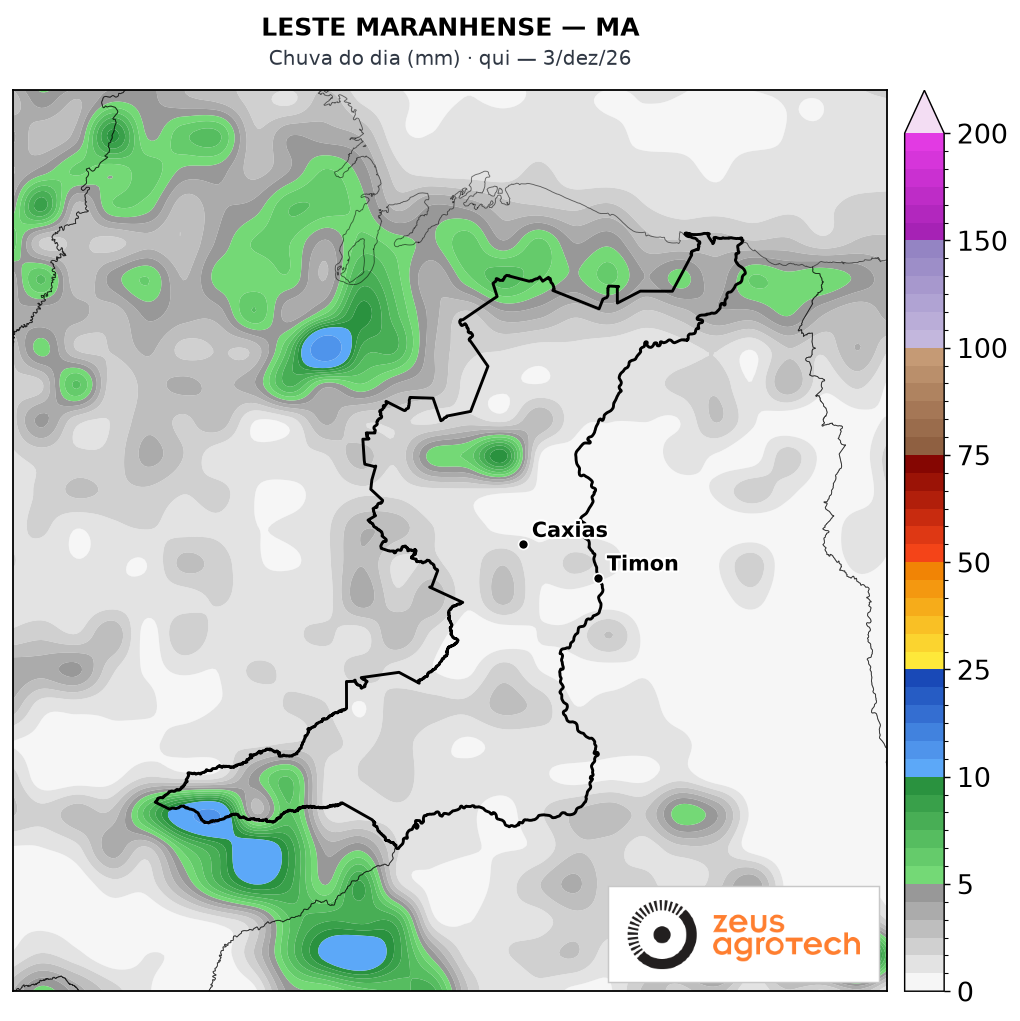 LESTE MARANHENSE — MA
Chuva do dia (mm) · qui — 3/dez/26
200
150
100
75
50
25
10
5
0
Caxias
Timon
zeus
agrotech